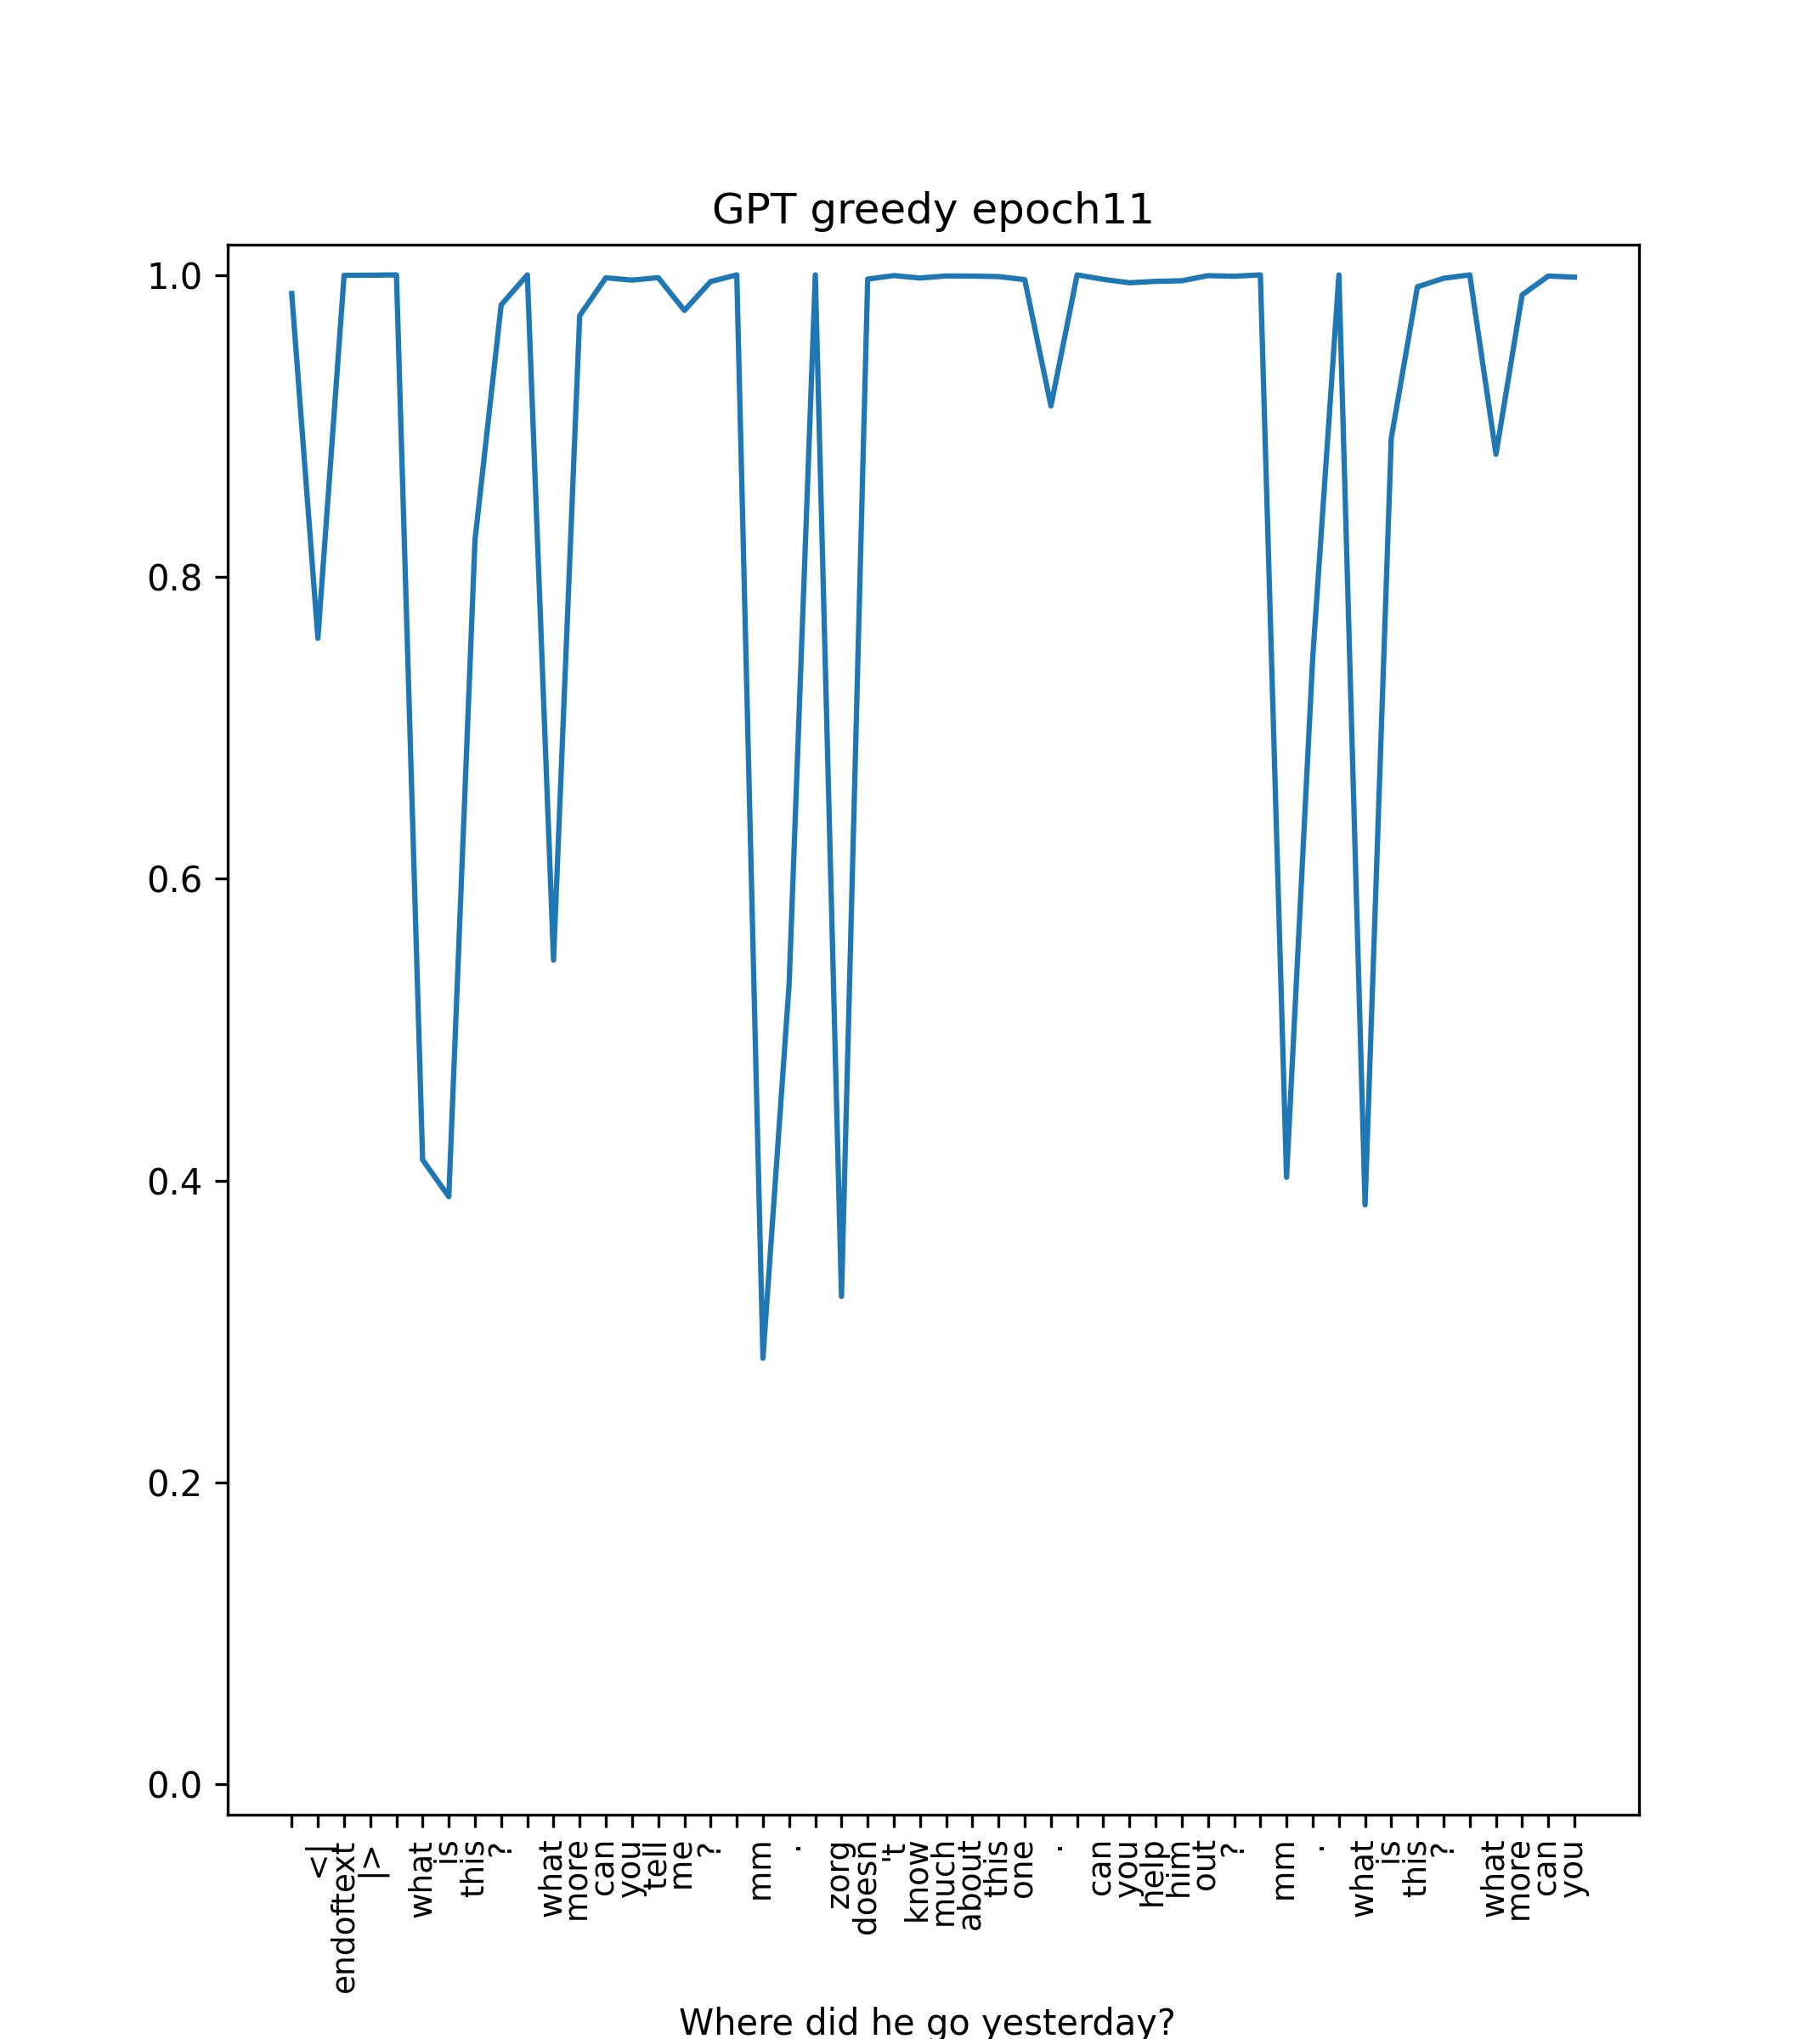 GPT greedy epoch11
1.0
0.8
0.6
0.4
0.2
0.0
<|
endoftext
|>
what
is
this
?
what
more
can
you
tell
me
?
mm
.
zorg
doesn
't
know
much
about
this
one
.
can
you
help
him
out
?
mm
.
what
is
this
?
what
more
can
you
Where did he go yesterday?